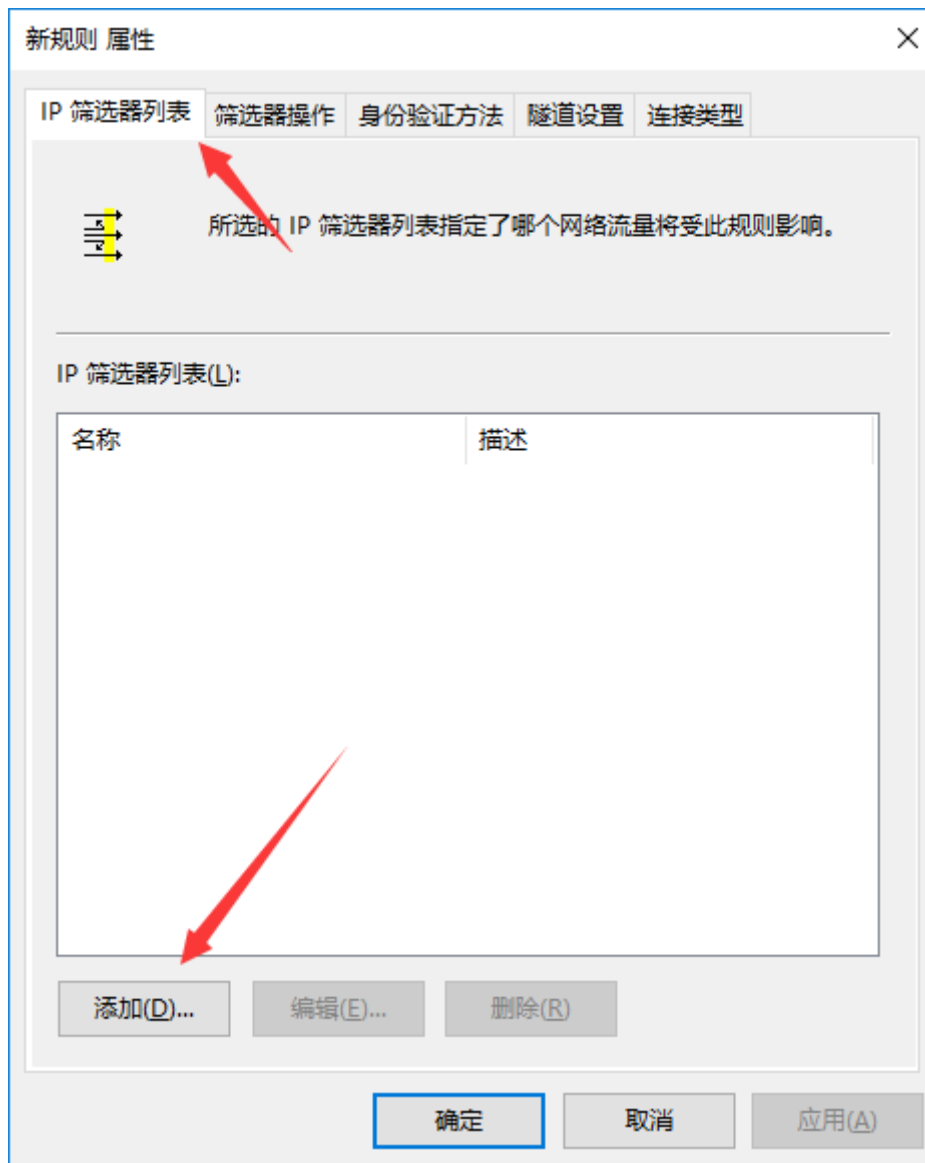 新规则 属性
IP 筛选器列表 筛选器操作 身份验证方法 隧道设置 连接类型
所选的 IP 筛选器列表指定了哪个网络流量将受此规则影响。
IP 筛选器列表(L):
名称 描述
添加(D)... 编辑(E)... 删除(R)
确定 取消 应用(A)